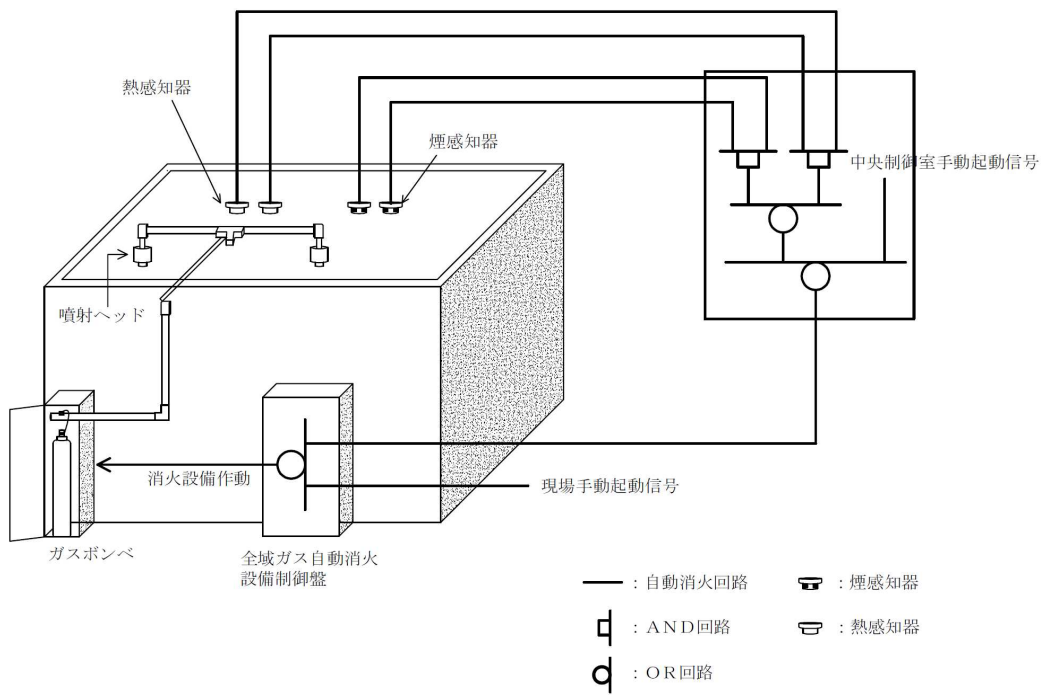 熱感知器
煙感知器
中央制御室手動起動信号
噴射ヘッド
消火設備作動
現場手動起動信号
ガスボンベ
全域ガス自動消火
設備制御盤
:自動消火回路
:煙感知器
:AND回路
:熱感知器
:OR回路